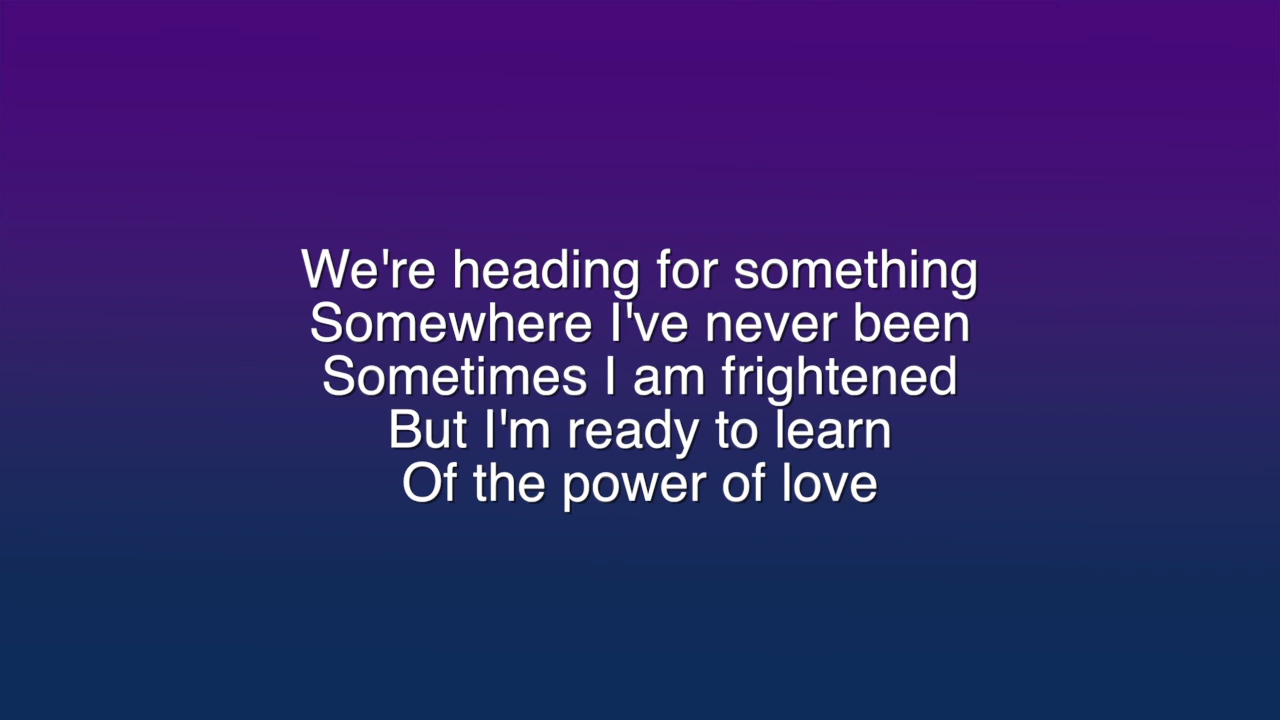 We're heading for something
Somewhere I've never been
Sometimes I am frightened
But I'm ready to learn
Of the power of love